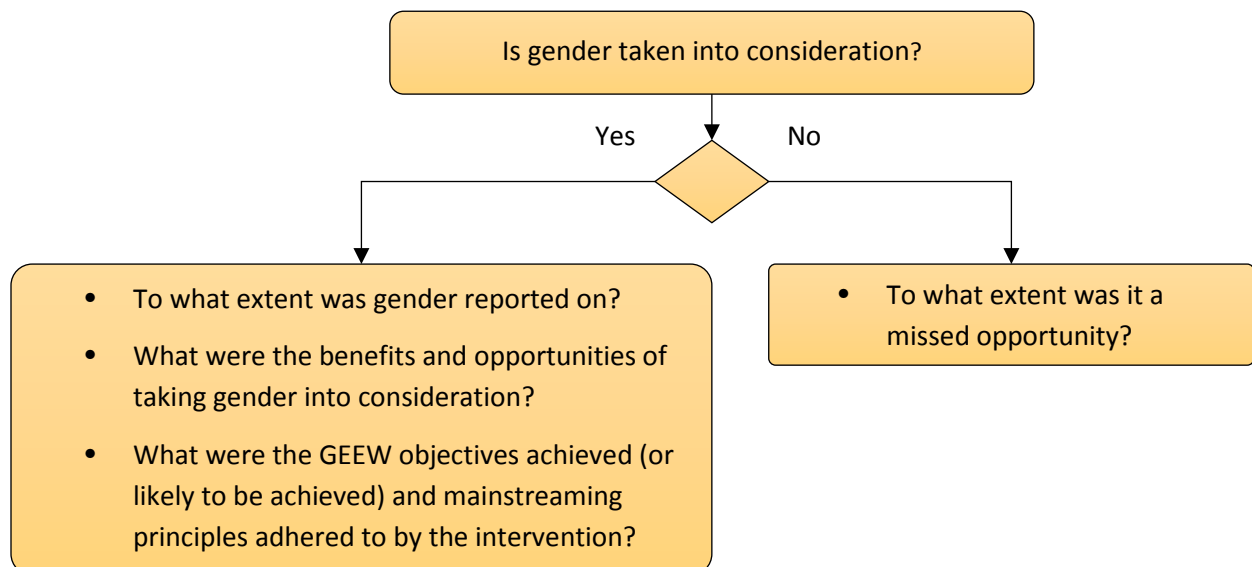 Is gender taken into consideration?
Yes
No
• To what extent was gender reported on?
• What were the benefits and opportunities of
taking gender into consideration?
• What were the GEEW objectives achieved (or
likely to be achieved) and mainstreaming
principles adhered to by the intervention?
• To what extent was it a
missed opportunity?